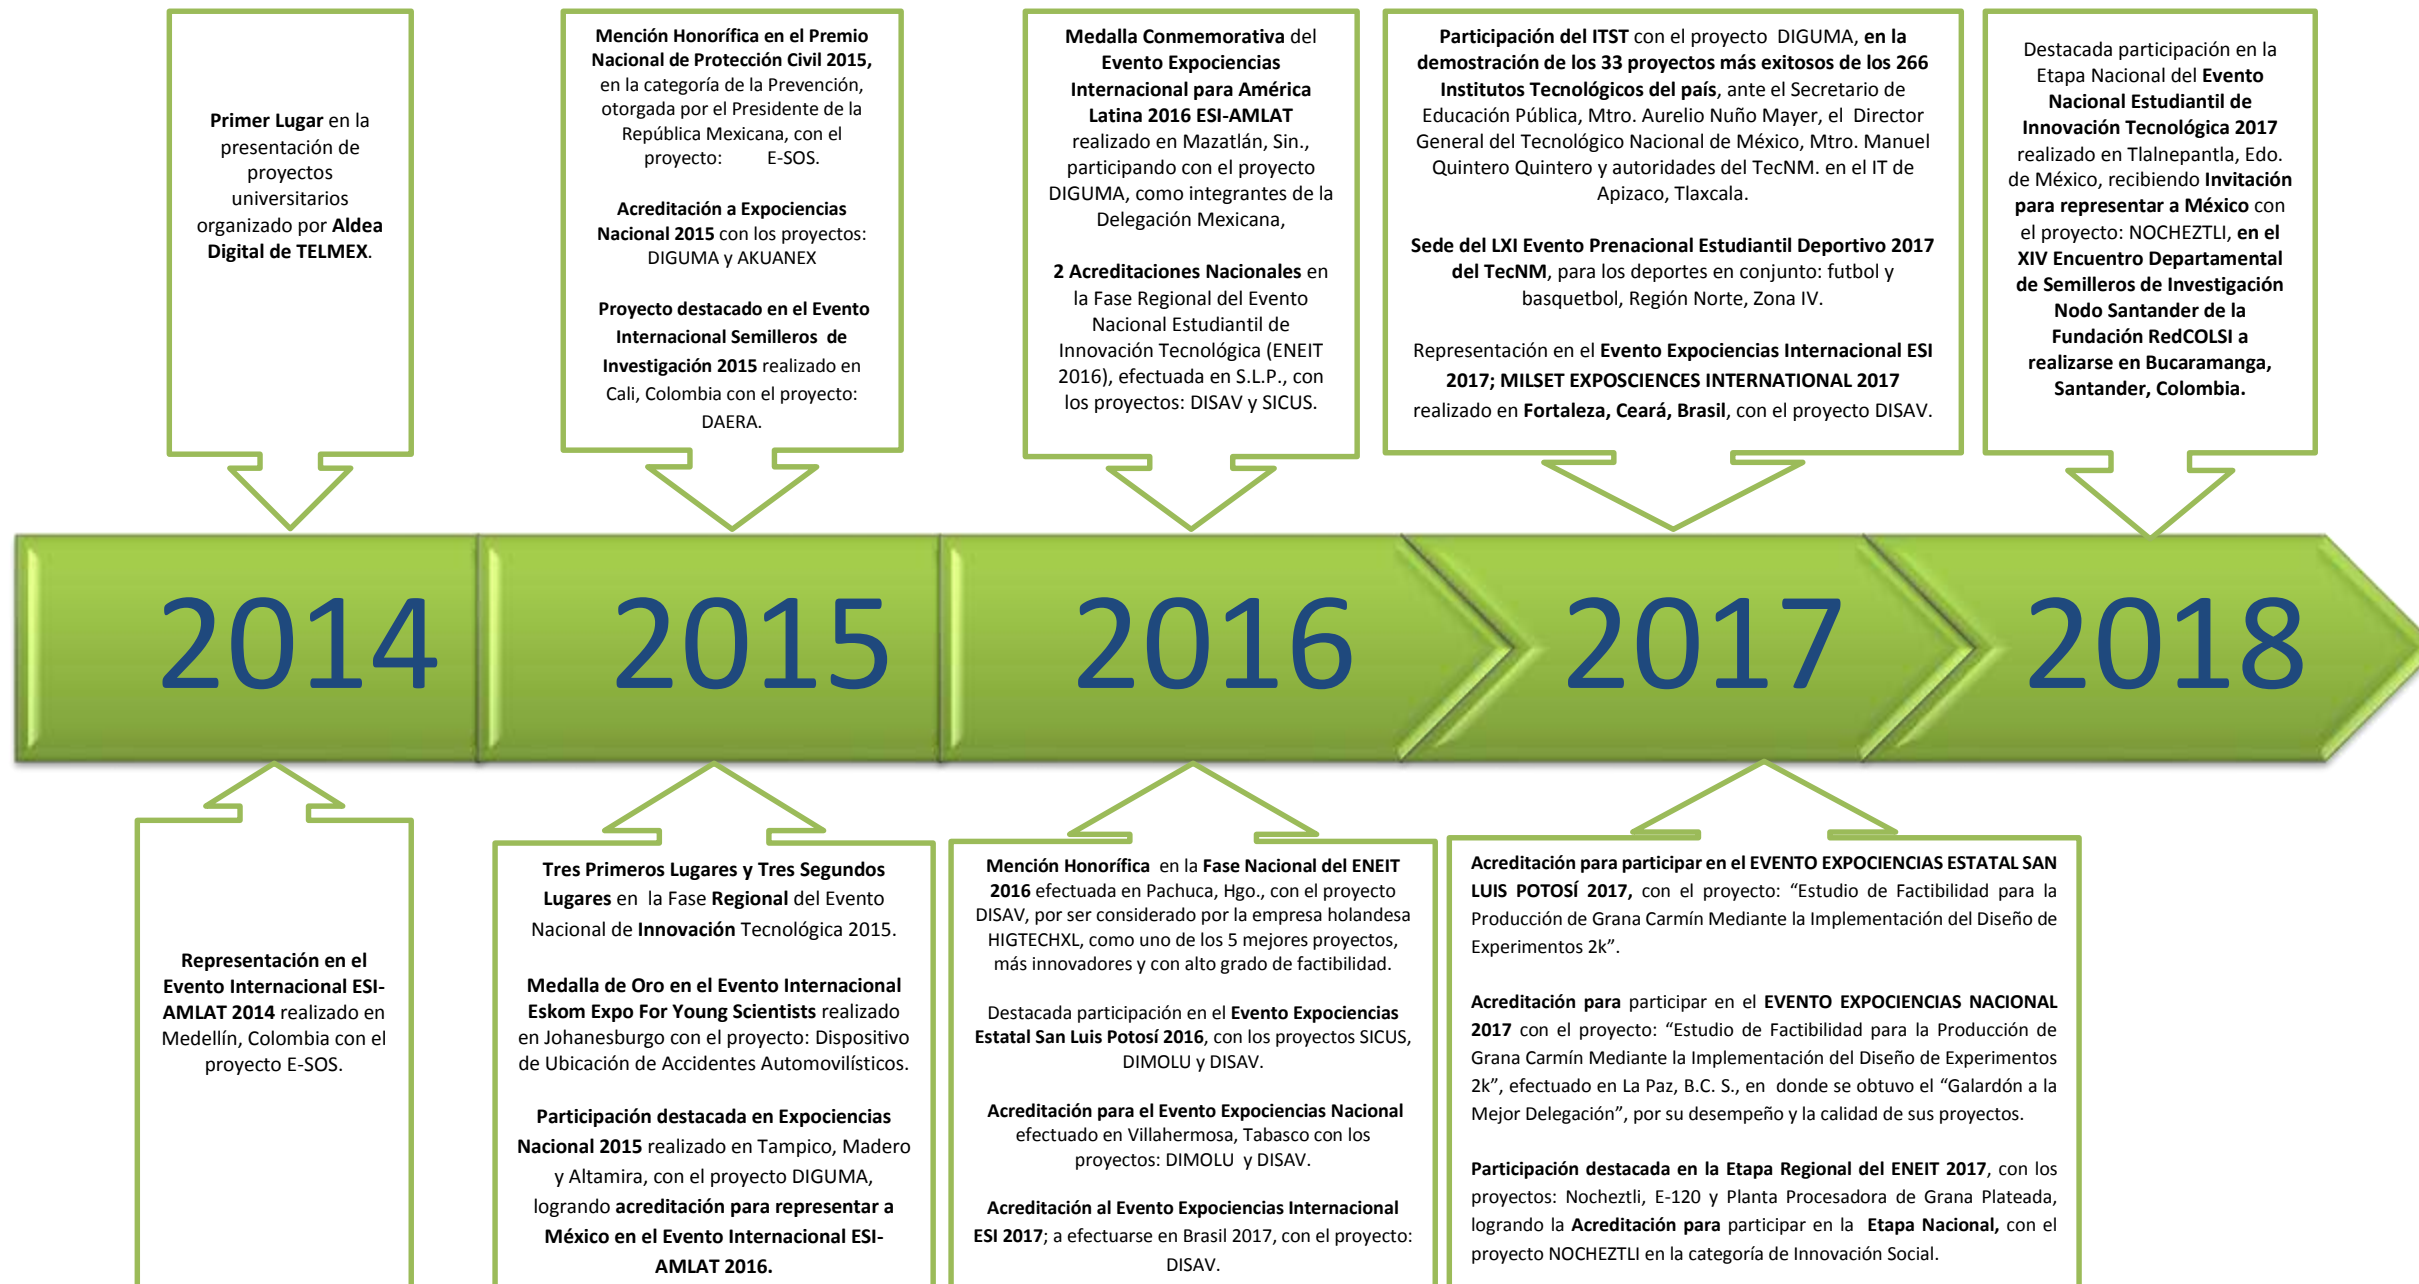 Primer Lugar en la
presentación de
proyectos
universitarios
organizado por Aldea
Digital de TELMEX.
Mención Honorífica en el Premio
Nacional de Protección Civil 2015,
en la categoría de la Prevención,
otorgada por el Presidente de la
República Mexicana, con el
proyecto: E-SOS.
Acreditación a Expociencias
Nacional 2015 con los proyectos:
DIGUMA y AKUANEX
Proyecto destacado en el Evento
Internacional Semilleros de
Investigación 2015 realizado en
Cali, Colombia con el proyecto:
DAERA.
Medalla Conmemorativa del
Evento Expociencias
Internacional para América
Latina 2016 ESI-AMLAT
realizado en Mazatlán, Sin.,
participando con el proyecto
DIGUMA, como integrantes de la
Delegación Mexicana,
2 Acreditaciones Nacionales en
la Fase Regional del Evento
Nacional Estudiantil de
Innovación Tecnológica (ENEIT
2016), efectuada en S.L.P., con
los proyectos: DISAV y SICUS.
Participación del ITST con el proyecto DIGUMA, en la
demostración de los 33 proyectos más exitosos de los 266
Institutos Tecnológicos del país, ante el Secretario de
Educación Pública, Mtro. Aurelio Nuño Mayer, el Director
General del Tecnológico Nacional de México, Mtro. Manuel
Quintero Quintero y autoridades del TecNM. en el IT de
Apizaco, Tlaxcala.
Sede del LXI Evento Prenacional Estudiantil Deportivo 2017
del TecNM, para los deportes en conjunto: futbol y
basquetbol, Región Norte, Zona IV.
Representación en el Evento Expociencias Internacional ESI
2017; MILSET EXPOSCIENCES INTERNATIONAL 2017
realizado en Fortaleza, Ceará, Brasil, con el proyecto DISAV.
Destacada participación en la
Etapa Nacional del Evento
Nacional Estudiantil de
Innovación Tecnológica 2017
realizado en Tlalnepantla, Edo.
de México, recibiendo Invitación
para representar a México con
el proyecto: NOCHEZTLI, en el
XIV Encuentro Departamental
de Semilleros de Investigación
Nodo Santander de la
Fundación RedCOLSI a
realizarse en Bucaramanga,
Santander, Colombia.
2014
2015
2016
2017
2018
Representación en el
Evento Internacional ESI-
AMLAT 2014 realizado en
Medellín, Colombia con el
proyecto E-SOS.
Tres Primeros Lugares y Tres Segundos
Lugares en la Fase Regional del Evento
Nacional de Innovación Tecnológica 2015.
Medalla de Oro en el Evento Internacional
Eskom Expo For Young Scientists realizado
en Johanesburgo con el proyecto: Dispositivo
de Ubicación de Accidentes Automovilísticos.
Participación destacada en Expociencias
Nacional 2015 realizado en Tampico, Madero
y Altamira, con el proyecto DIGUMA,
logrando acreditación para representar a
México en el Evento Internacional ESI-
AMLAT 2016.
Mención Honorífica en la Fase Nacional del ENEIT
2016 efectuada en Pachuca, Hgo., con el proyecto
DISAV, por ser considerado por la empresa holandesa
HIGTECHXL, como uno de los 5 mejores proyectos,
más innovadores y con alto grado de factibilidad.
Destacada participación en el Evento Expociencias
Estatal San Luis Potosí 2016, con los proyectos SICUS,
DIMOLU y DISAV.
Acreditación para el Evento Expociencias Nacional
efectuado en Villahermosa, Tabasco con los
proyectos: DIMOLU y DISAV.
Acreditación al Evento Expociencias Internacional
ESI 2017; a efectuarse en Brasil 2017, con el proyecto:
DISAV.
Acreditación para participar en el EVENTO EXPOCIENCIAS ESTATAL SAN
LUIS POTOSÍ 2017, con el proyecto: “Estudio de Factibilidad para la
Producción de Grana Carmín Mediante la Implementación del Diseño de
Experimentos 2k”.
Acreditación para participar en el EVENTO EXPOCIENCIAS NACIONAL
2017 con el proyecto: “Estudio de Factibilidad para la Producción de
Grana Carmín Mediante la Implementación del Diseño de Experimentos
2k”, efectuado en La Paz, B.C. S., en donde se obtuvo el “Galardón a la
Mejor Delegación”, por su desempeño y la calidad de sus proyectos.
Participación destacada en la Etapa Regional del ENEIT 2017, con los
proyectos: Nocheztli, E-120 y Planta Procesadora de Grana Plateada,
logrando la Acreditación para participar en la Etapa Nacional, con el
proyecto NOCHEZTLI en la categoría de Innovación Social.